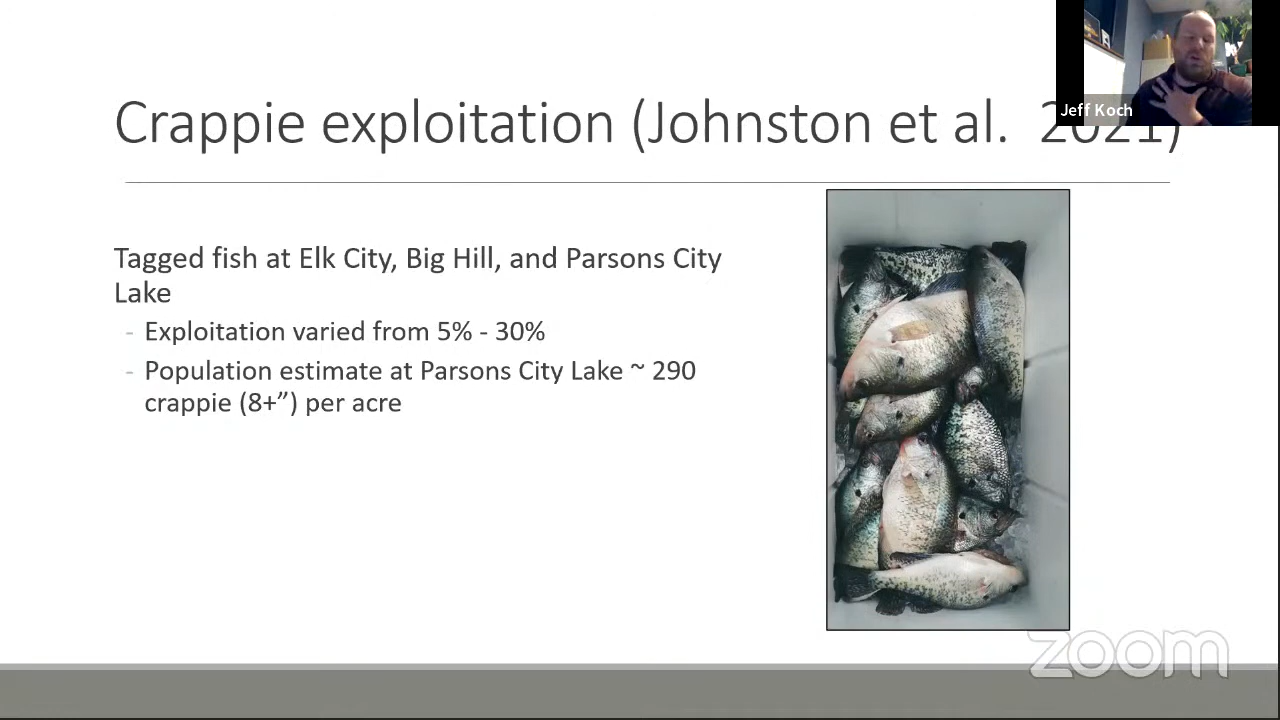 Jeff Koch
Crappie exploitation (Johnston et al. 2021)
Tagged fish at Elk City, Big Hill, and Parsons City
Lake
- Exploitation varied from 5% - 30%
- Population estimate at Parsons City Lake ~ 290
crappie (8+”) per acre
zoom